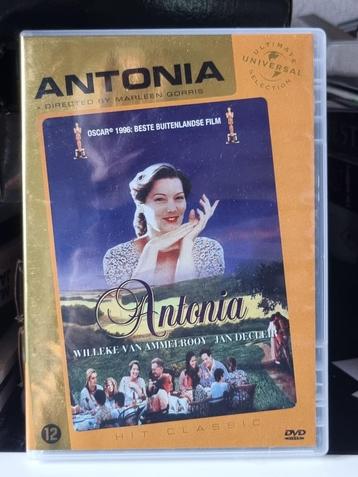 ANTONIA
• DIRECTED BY MARLEEN GORRIS
ULTIMATE
UNIVERSAL
SELECTION
OSCAR® 1996: BESTE BUITENLANDSE FILM
Antonia
WILLEKE VAN AMMELROOY JAN DECLEIR
12
HIT CLASSIC
DVD